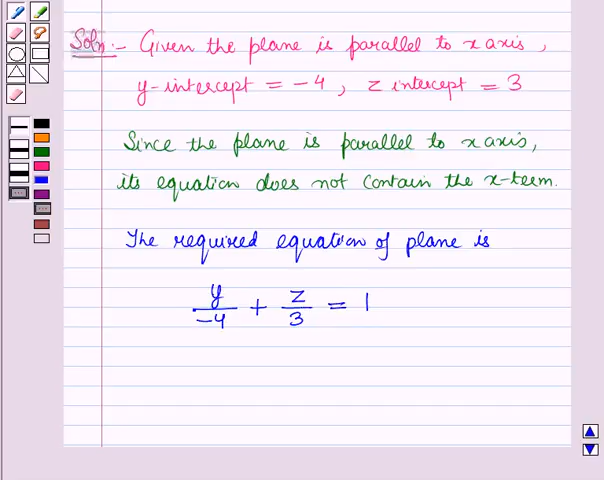 Soln:- Given the plane is parallel to x axis,
y-intercept = -4, z intercept = 3
Since the plane is parallel to x axis,
its equation does not contain the x-term.
The required equation of plane is
y/-4 + z/3 = 1